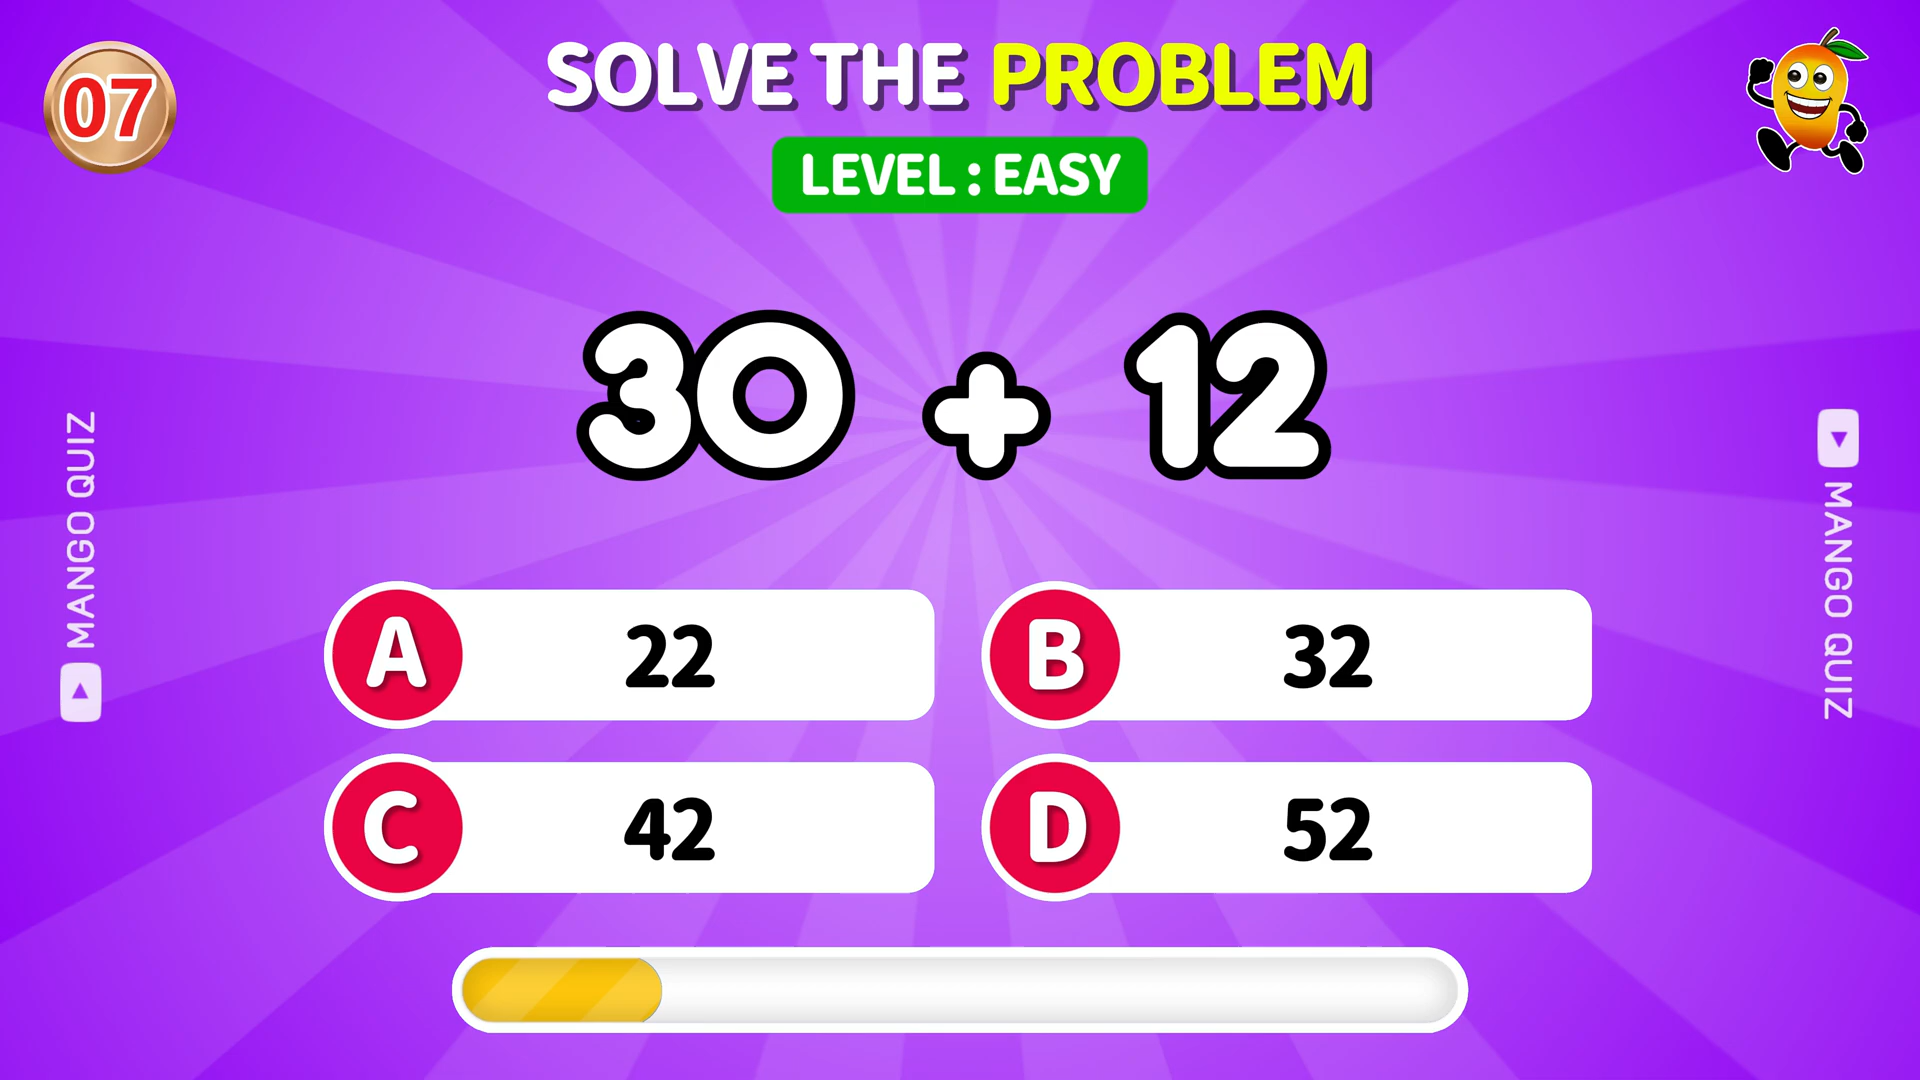 07
SOLVE THE PROBLEM
LEVEL : EASY
30 + 12
MANGO QUIZ
MANGO QUIZ
A 22
B 32
C 42
D 52